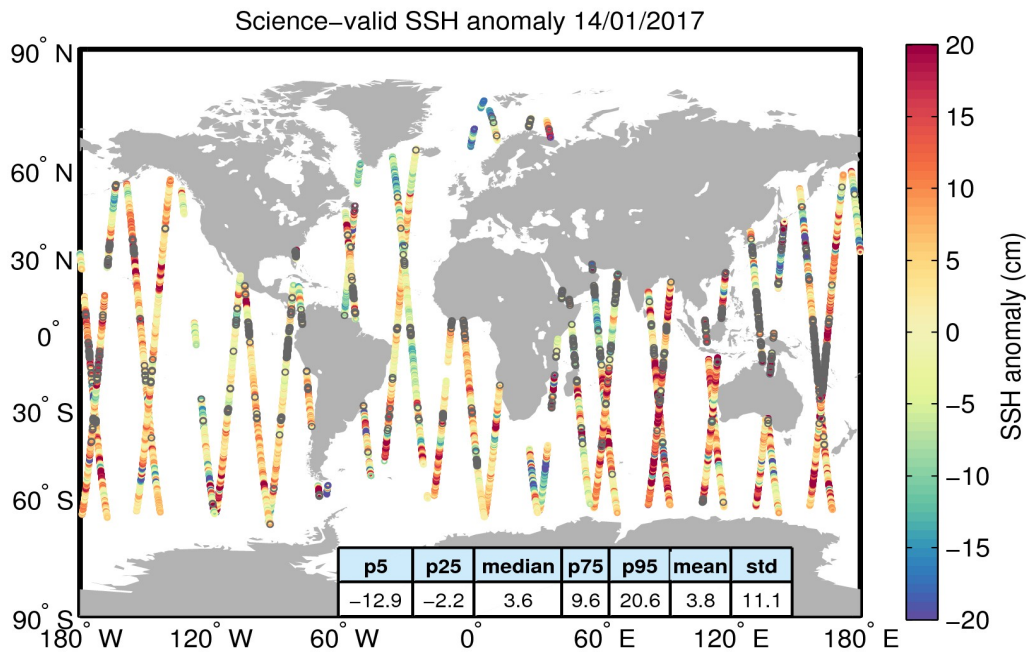 Science−valid SSH anomaly 14/01/2017
90° N
60° N
30° N
0°
30° S
60° S
90° S
180° W
120° W
60° W
0°
60° E
120° E
180° E
p5 p25 median p75 p95 mean std
−12.9 −2.2 3.6 9.6 20.6 3.8 11.1
20
15
10
5
0
−5
−10
−15
−20
SSH anomaly (cm)